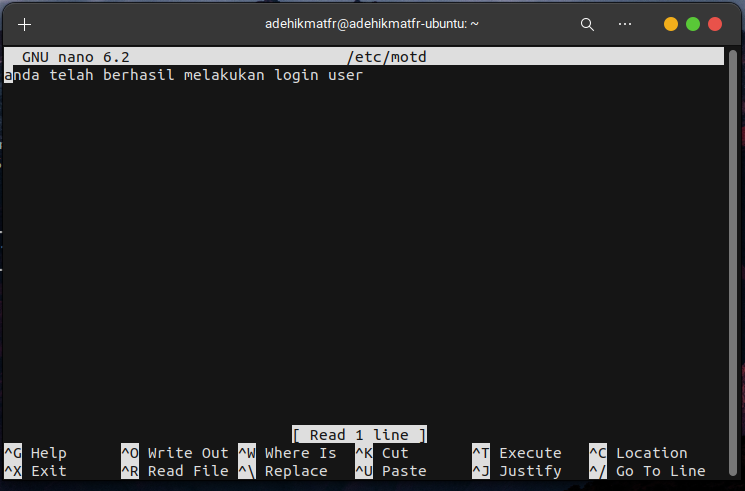 adehikmatfr@adehikmatfr-ubuntu: ~
GNU nano 6.2 /etc/motd
anda telah berhasil melakukan login user
[ Read 1 line ]
^G Help ^O Write Out ^W Where Is ^K Cut ^T Execute ^C Location
^X Exit ^R Read File ^\ Replace ^U Paste ^J Justify ^/ Go To Line